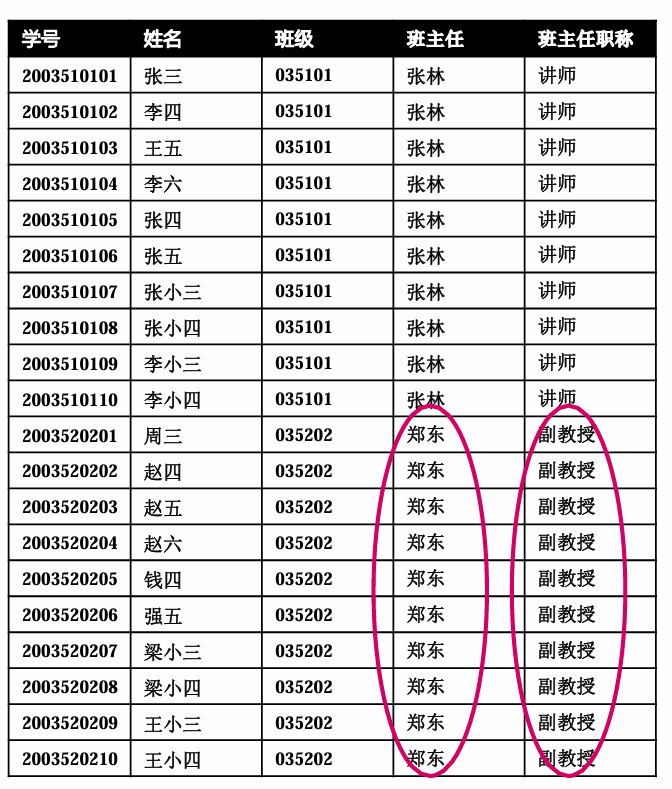 学号 姓名 班级 班主任 班主任职称
2003510101 张三 035101 张林 讲师
2003510102 李四 035101 张林 讲师
2003510103 王五 035101 张林 讲师
2003510104 李六 035101 张林 讲师
2003510105 张四 035101 张林 讲师
2003510106 张五 035101 张林 讲师
2003510107 张小三 035101 张林 讲师
2003510108 张小四 035101 张林 讲师
2003510109 李小三 035101 张林 讲师
2003510110 李小四 035101 张林 讲师
2003520201 周三 035202 郑东 副教授
2003520202 赵四 035202 郑东 副教授
2003520203 赵五 035202 郑东 副教授
2003520204 赵六 035202 郑东 副教授
2003520205 钱四 035202 郑东 副教授
2003520206 强五 035202 郑东 副教授
2003520207 梁小三 035202 郑东 副教授
2003520208 梁小四 035202 郑东 副教授
2003520209 王小三 035202 郑东 副教授
2003520210 王小四 035202 郑东 副教授